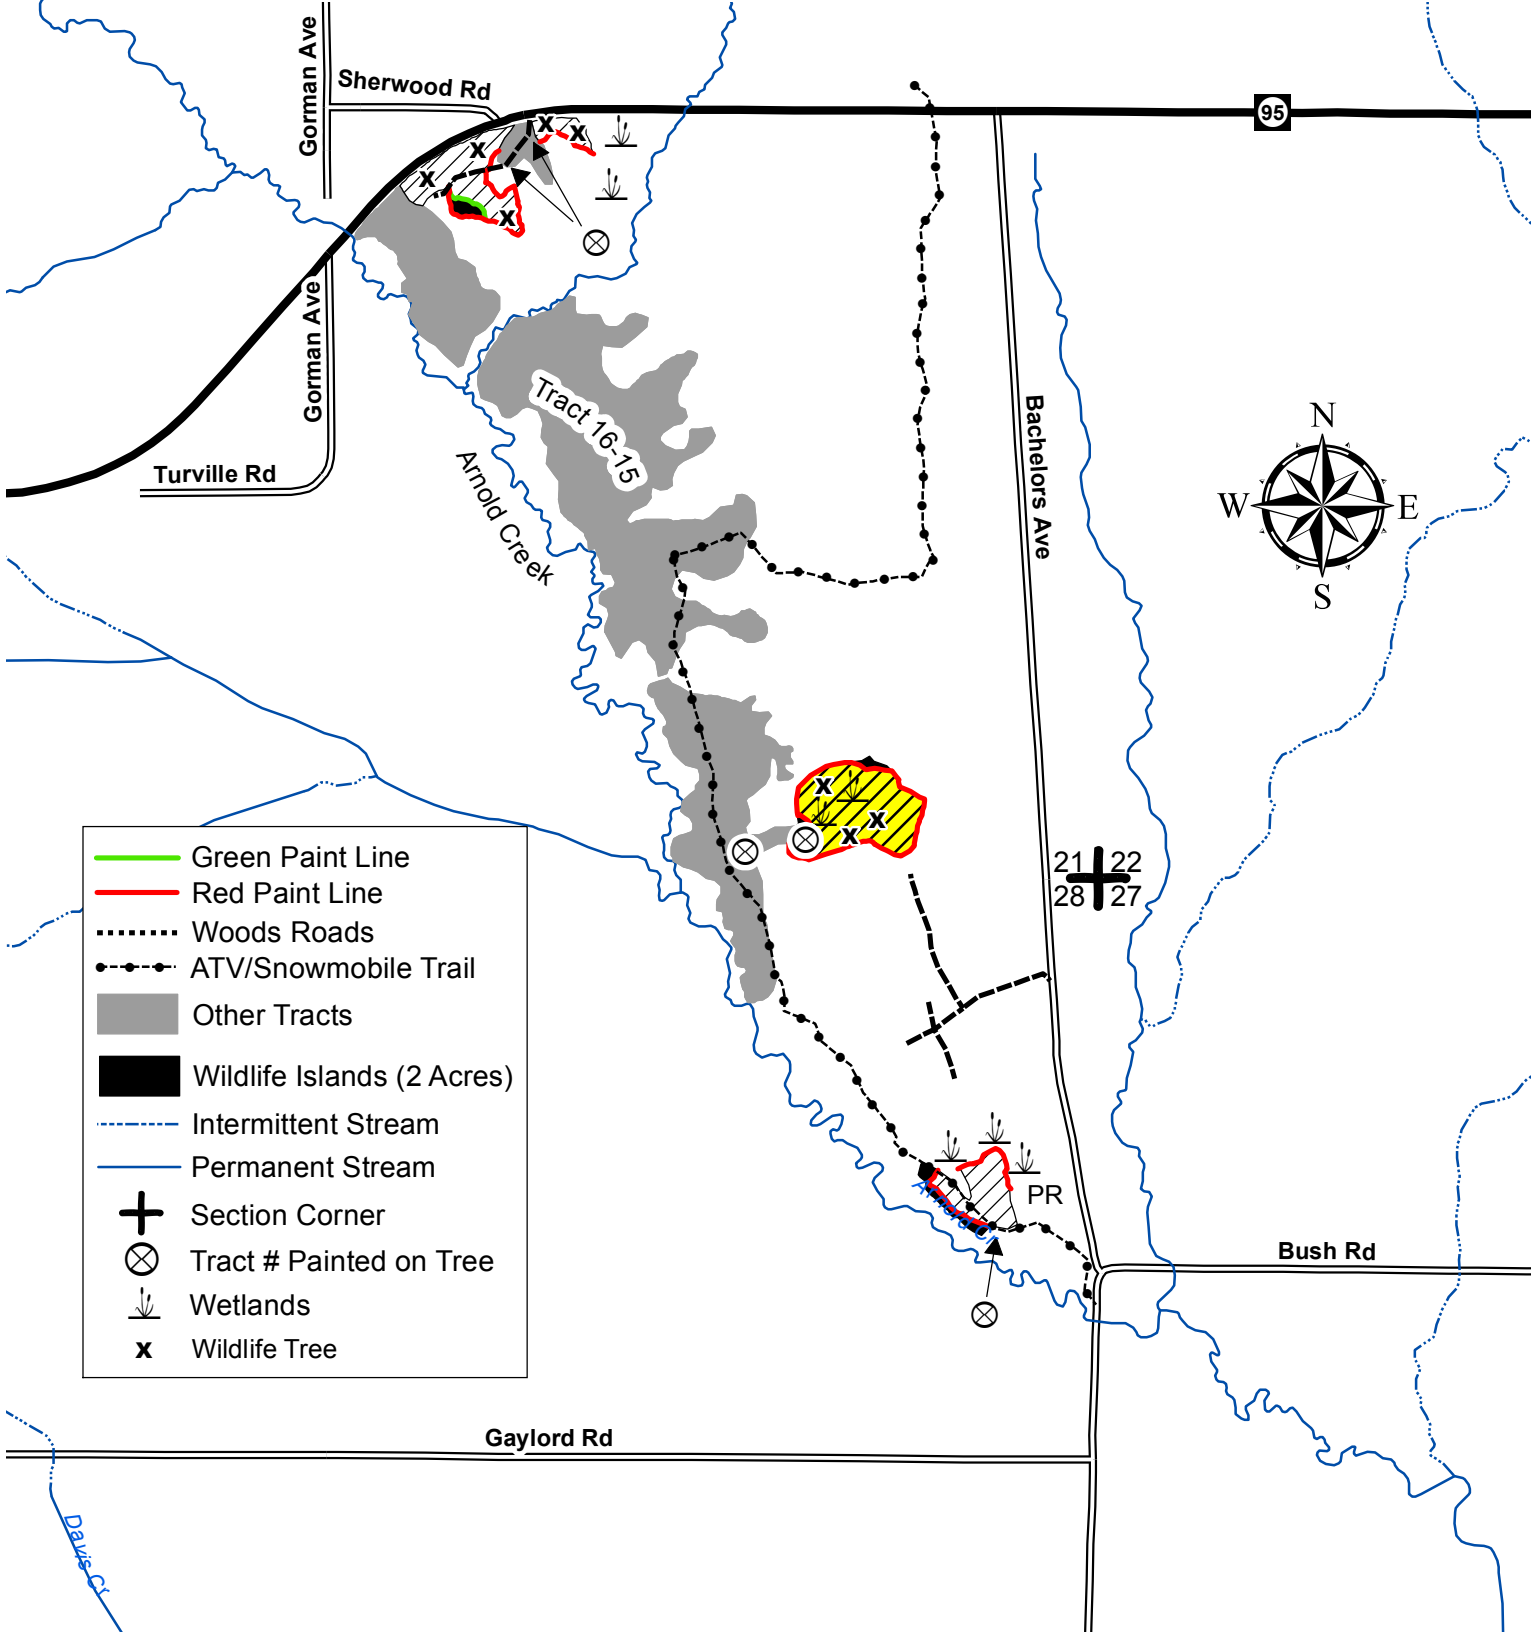 Gorman Ave
Sherwood Rd
95
x
x
x
x
x
Gorman Ave
Turville Rd
Tract 16-15
Arnold Creek
Bachelors Ave
N
W
E
S
x
x
x
21 22
28 27
Green Paint Line
Red Paint Line
Woods Roads
ATV/Snowmobile Trail
Other Tracts
Wildlife Islands (2 Acres)
Intermittent Stream
Permanent Stream
Section Corner
Tract # Painted on Tree
Wetlands
x Wildlife Tree
Arnold Cr
PR
Bush Rd
Gaylord Rd
Davis Cr